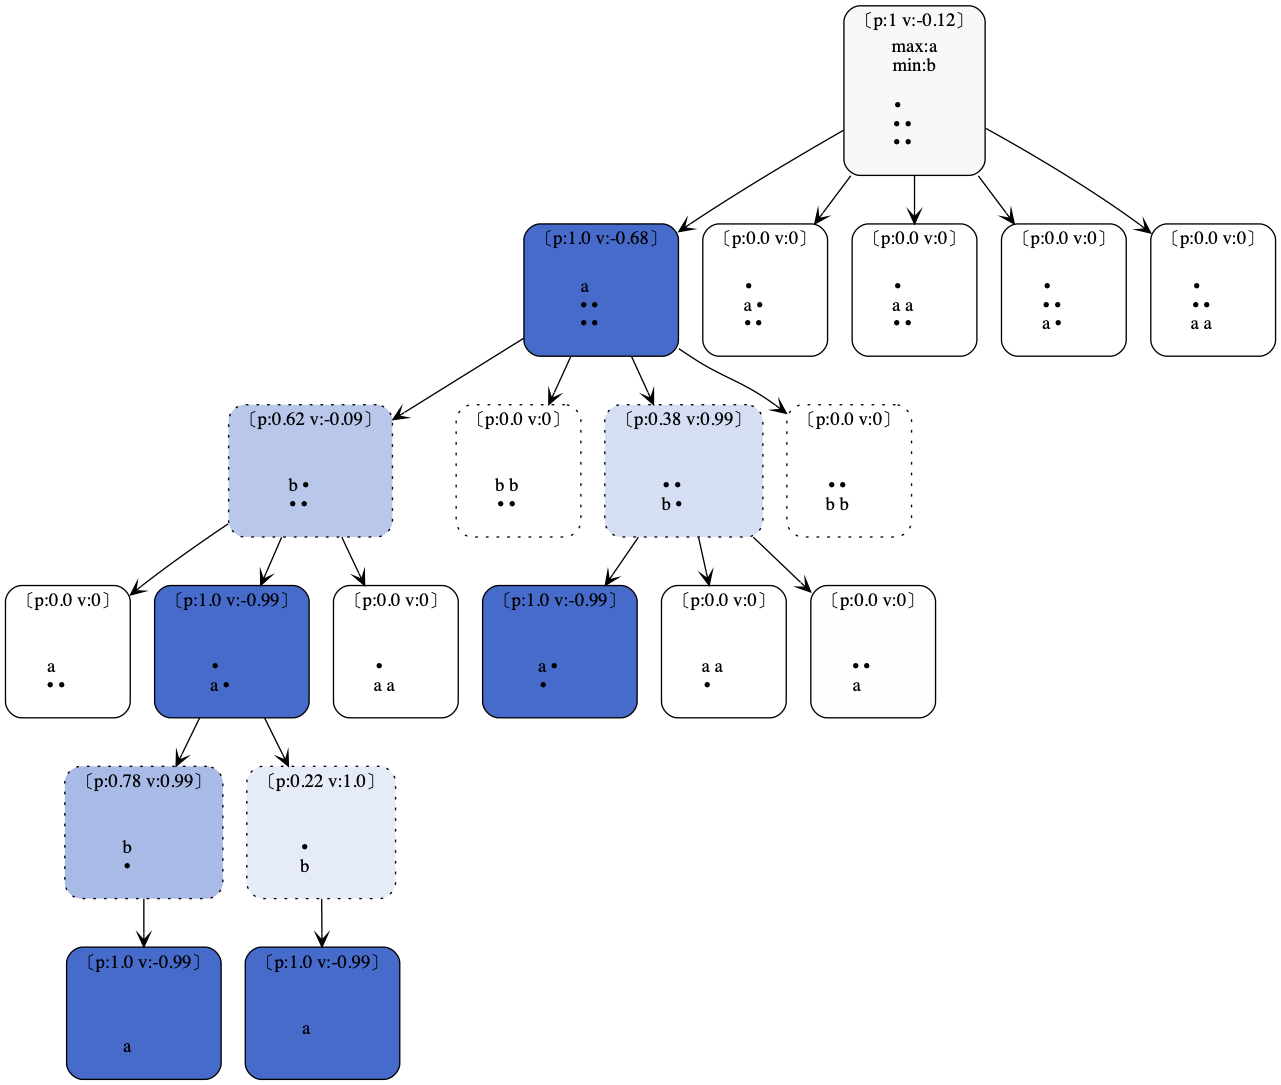 〔p:1 v:-0.12〕
max:a
min:b
•
• •
• •
〔p:1.0 v:-0.68〕
a
• •
• •
〔p:0.0 v:0〕
•
a •
• •
〔p:0.0 v:0〕
•
a a
• •
〔p:0.0 v:0〕
•
• •
a •
〔p:0.0 v:0〕
•
• •
a a
〔p:0.62 v:-0.09〕
b •
• •
〔p:0.0 v:0〕
b b
• •
〔p:0.38 v:0.99〕
• •
b •
〔p:0.0 v:0〕
• •
b b
〔p:0.0 v:0〕
a
• •
〔p:1.0 v:-0.99〕
•
a •
〔p:0.0 v:0〕
•
a a
〔p:1.0 v:-0.99〕
a •
•
〔p:0.0 v:0〕
a a
•
〔p:0.0 v:0〕
• •
a
〔p:0.78 v:0.99〕
b
•
〔p:0.22 v:1.0〕
•
b
〔p:1.0 v:-0.99〕
a
〔p:1.0 v:-0.99〕
a